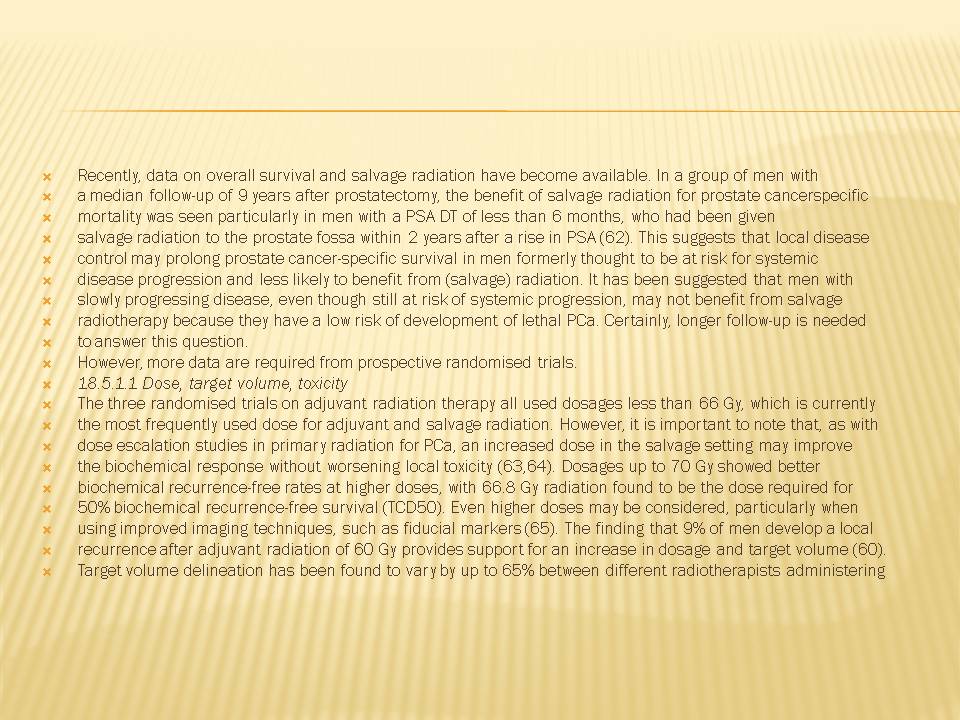 Recently, data on overall survival and salvage radiation have become available. In a group of men with
a median follow-up of 9 years after prostatectomy, the benefit of salvage radiation for prostate cancerspecific
mortality was seen particularly in men with a PSA DT of less than 6 months, who had been given
salvage radiation to the prostate fossa within 2 years after a rise in PSA (62). This suggests that local disease
control may prolong prostate cancer-specific survival in men formerly thought to be at risk for systemic
disease progression and less likely to benefit from (salvage) radiation. It has been suggested that men with
slowly progressing disease, even though still at risk of systemic progression, may not benefit from salvage
radiotherapy because they have a low risk of development of lethal PCa. Certainly, longer follow-up is needed
to answer this question.
However, more data are required from prospective randomised trials.
18.5.1.1 Dose, target volume, toxicity
The three randomised trials on adjuvant radiation therapy all used dosages less than 66 Gy, which is currently
the most frequently used dose for adjuvant and salvage radiation. However, it is important to note that, as with
dose escalation studies in primary radiation for PCa, an increased dose in the salvage setting may improve
the biochemical response without worsening local toxicity (63,64). Dosages up to 70 Gy showed better
biochemical recurrence-free rates at higher doses, with 66.8 Gy radiation found to be the dose required for
50% biochemical recurrence-free survival (TCD50). Even higher doses may be considered, particularly when
using improved imaging techniques, such as fiducial markers (65). The finding that 9% of men develop a local
recurrence after adjuvant radiation of 60 Gy provides support for an increase in dosage and target volume (60).
Target volume delineation has been found to vary by up to 65% between different radiotherapists administering